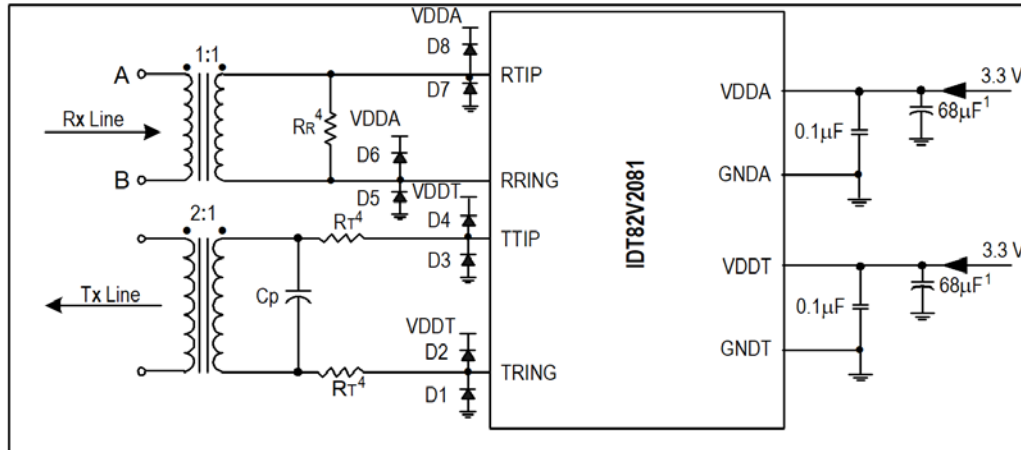 VDDA
D8
1:1
A
RTIP
D7
VDDA
3.3 V
VDDA
68µF¹
Rx Line
RR⁴
D6
0.1µF
B
RRING
GNDA
D5
VDDT
2:1
D4
RT⁴
TTIP
D3
IDT82V2081
VDDT
3.3 V
68µF¹
Tx Line
Cp
0.1µF
VDDT
D2
GNDT
RT⁴
TRING
D1